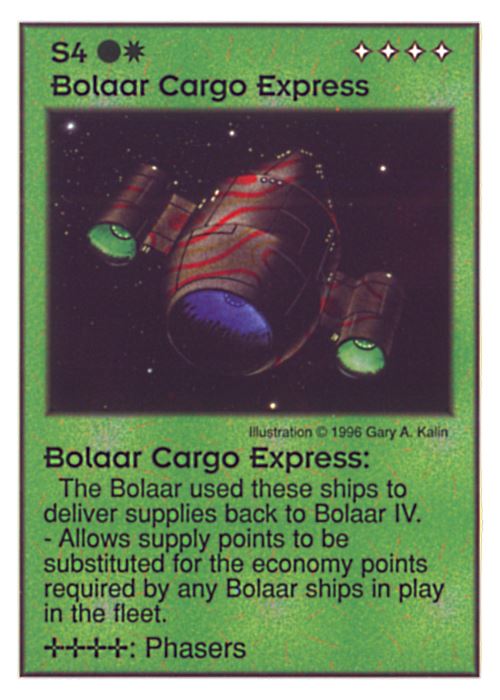 S4
Bolaar Cargo Express
Illustration © 1996 Gary A. Kalin
Bolaar Cargo Express:
The Bolaar used these ships to
deliver supplies back to Bolaar IV.
- Allows supply points to be
substituted for the economy points
required by any Bolaar ships in play
in the fleet.
: Phasers